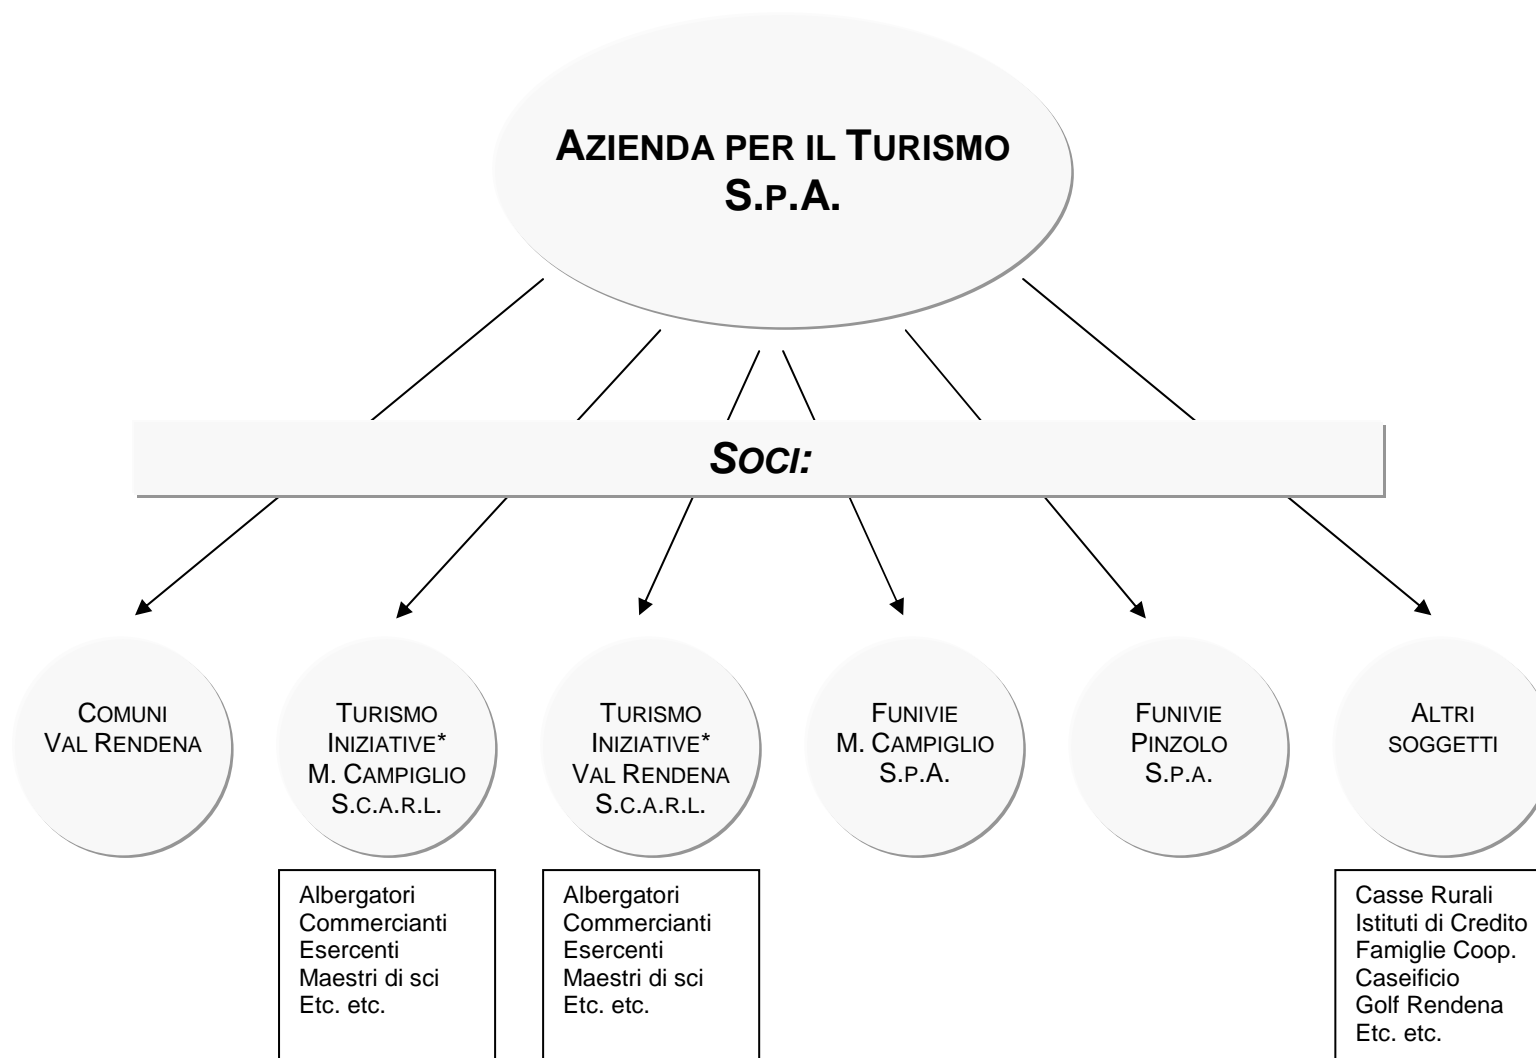 AZIENDA PER IL TURISMO
S.P.A.
SOCI:
COMUNI
VAL RENDENA
TURISMO
INIZIATIVE*
M. CAMPIGLIO
S.C.A.R.L.
TURISMO
INIZIATIVE*
VAL RENDENA
S.C.A.R.L.
FUNIVIE
M. CAMPIGLIO
S.P.A.
FUNIVIE
PINZOLO
S.P.A.
ALTRI
SOGGETTI
Albergatori
Commercianti
Esercenti
Maestri di sci
Etc. etc.
Albergatori
Commercianti
Esercenti
Maestri di sci
Etc. etc.
Casse Rurali
Istituti di Credito
Famiglie Coop.
Caseificio
Golf Rendena
Etc. etc.